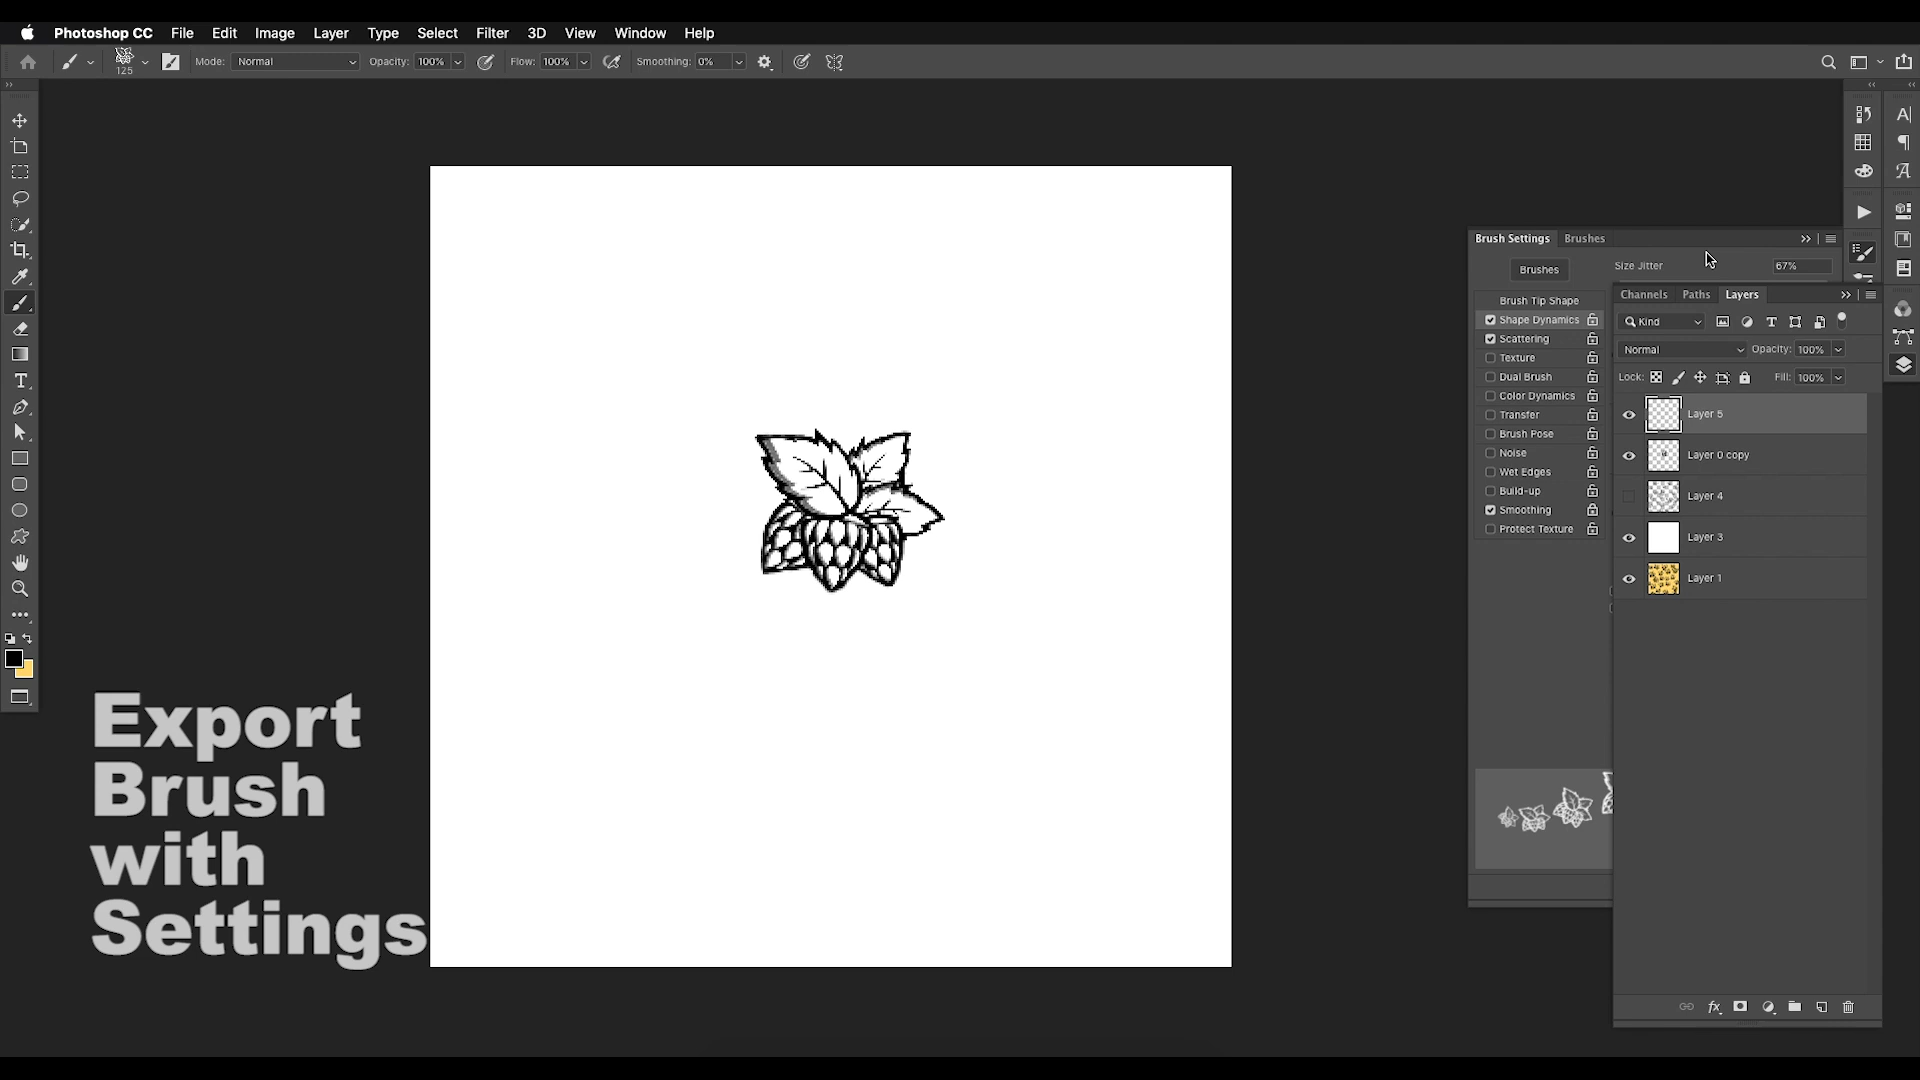 Photoshop CC File Edit Image Layer Type Select Filter 3D View Window Help
125 Mode: Normal Opacity: 100% Flow: 100% Smoothing: 0%
Brush Settings Brushes
Brushes Size Jitter 67%
Brush Tip Shape
Shape Dynamics
Scattering
Texture
Dual Brush
Color Dynamics
Transfer
Brush Pose
Noise
Wet Edges
Build-up
Smoothing
Protect Texture
Channels Paths Layers
Kind
Normal Opacity: 100%
Lock: Fill: 100%
Layer 5
Layer 0 copy
Layer 4
Layer 3
Layer 1
Export
Brush
with
Settings